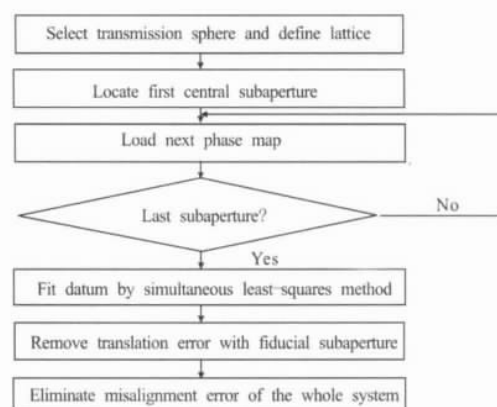 Select transmission sphere and define lattice
Locate first central subaperture
Load next phase map
Last subaperture?
No
Yes
Fit datum by simultaneous least squares method
Remove translation error with fiducial subaperture
Eliminate misalignment error of the whole system